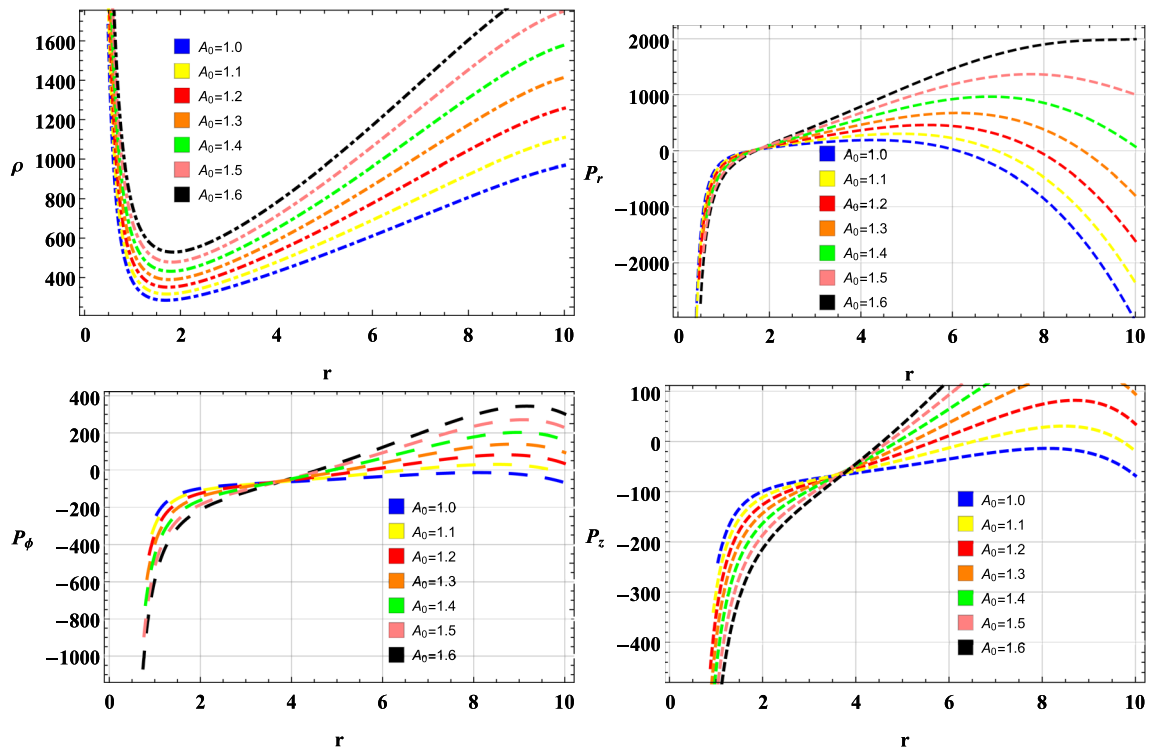 1600
1400
1200
1000
800
600
400
ρ
A₀=1.0
A₀=1.1
A₀=1.2
A₀=1.3
A₀=1.4
A₀=1.5
A₀=1.6
0 2 4 6 8 10
r
2000
1000
0
−1000
−2000
Pᵣ
A₀=1.0
A₀=1.1
A₀=1.2
A₀=1.3
A₀=1.4
A₀=1.5
A₀=1.6
0 2 4 6 8 10
r
400
200
0
−200
−400
−600
−800
−1000
P_ϕ
A₀=1.0
A₀=1.1
A₀=1.2
A₀=1.3
A₀=1.4
A₀=1.5
A₀=1.6
0 2 4 6 8 10
r
100
0
−100
−200
−300
−400
P_z
A₀=1.0
A₀=1.1
A₀=1.2
A₀=1.3
A₀=1.4
A₀=1.5
A₀=1.6
0 2 4 6 8 10
r